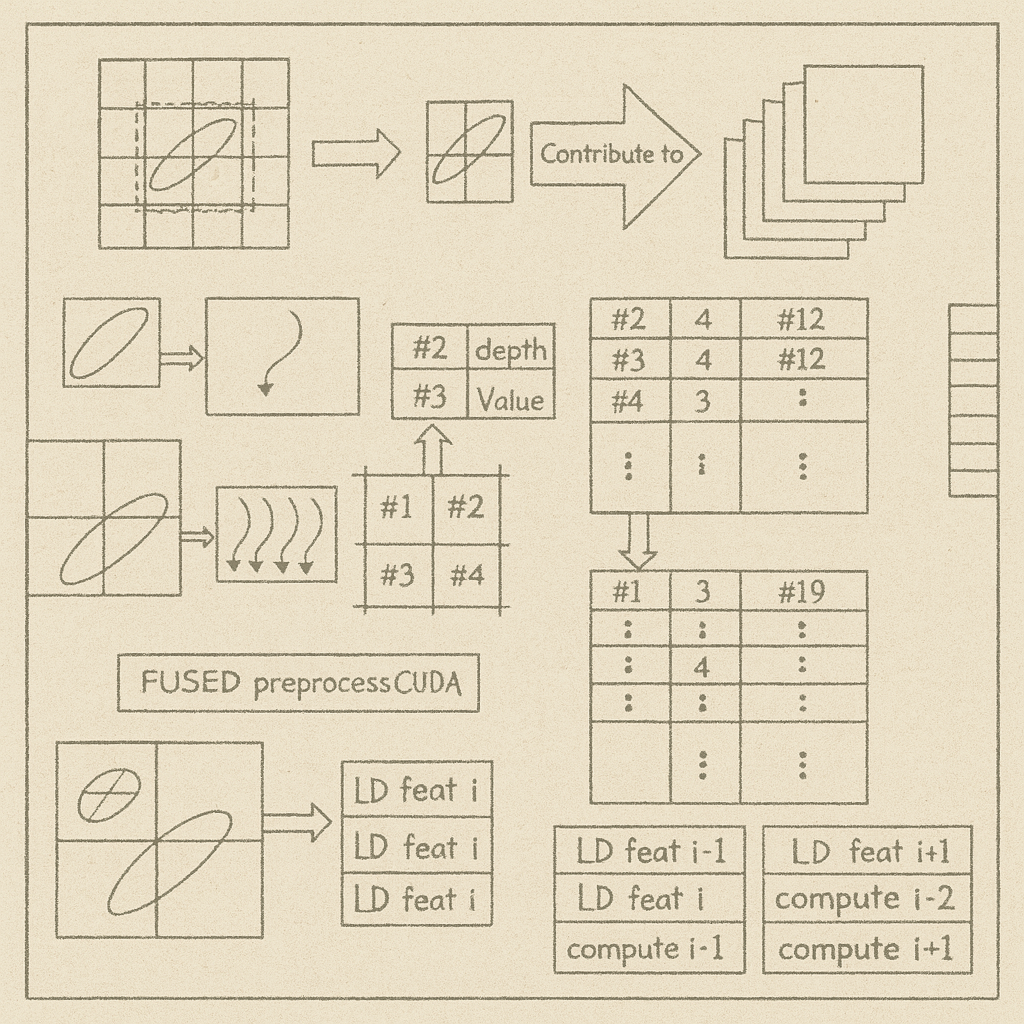 Contribute to
#2 depth
#3 Value
#1 #2
#3 #4
#2 4 #12
#3 4 #12
#4 3 :
⋮ ⋮ ⋮
#1 3 #19
: : :
: 4 :
: : :
⋮ ⋮
FUSED preprocessCUDA
LD feat i
LD feat i
LD feat i
LD feat i-1
LD feat i
compute i-1
LD feat i+1
compute i-2
compute i+1